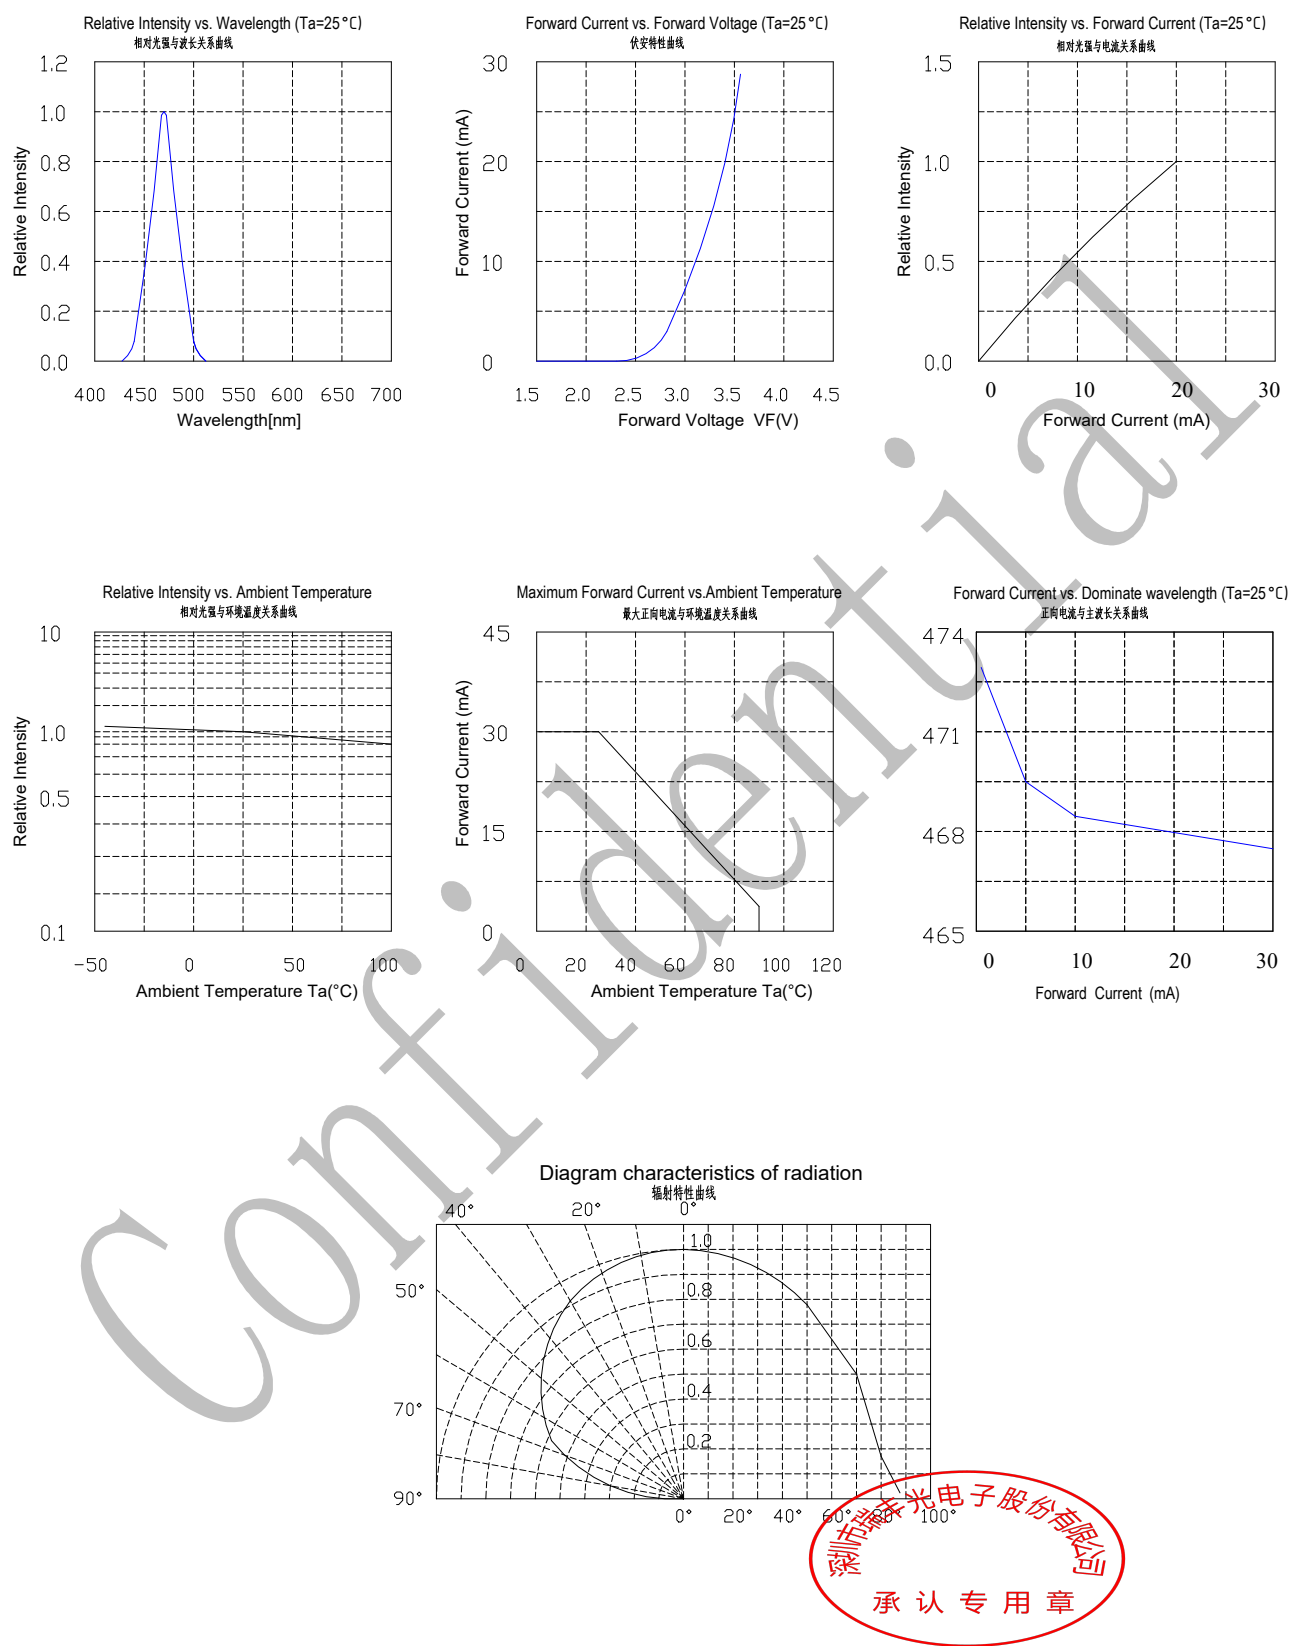 Relative Intensity vs. Wavelength (Ta=25℃)
相对光强与波长关系曲线
1.2
1.0
0.8
0.6
0.4
0.2
0.0
Relative Intensity
400 450 500 550 600 650 700
Wavelength[nm]
Forward Current vs. Forward Voltage (Ta=25℃)
伏安特性曲线
30
20
10
0
Forward Current (mA)
1.5 2.0 2.5 3.0 3.5 4.0 4.5
Forward Voltage VF(V)
Relative Intensity vs. Forward Current (Ta=25℃)
相对光强与电流关系曲线
1.5
1.0
0.5
0.0
Relative Intensity
0 10 20 30
Forward Current (mA)
Relative Intensity vs. Ambient Temperature
相对光强与环境温度关系曲线
10
1.0
0.5
0.1
Relative Intensity
-50 0 50 100
Ambient Temperature Ta(°C)
Maximum Forward Current vs.Ambient Temperature
最大正向电流与环境温度关系曲线
45
30
15
0
Forward Current (mA)
0 20 40 60 80 100 120
Ambient Temperature Ta(°C)
Forward Current vs. Dominate wavelength (Ta=25℃)
正向电流与主波长关系曲线
474
471
468
465
0 10 20 30
Forward Current (mA)
Diagram characteristics of radiation
辐射特性曲线
40° 20° 0°
50°
70°
90°
1.0
0.8
0.6
0.4
0.2
0° 20° 40° 60° 80° 100°
Confidential
深圳市瑞丰光电子股份有限公司
承认专用章